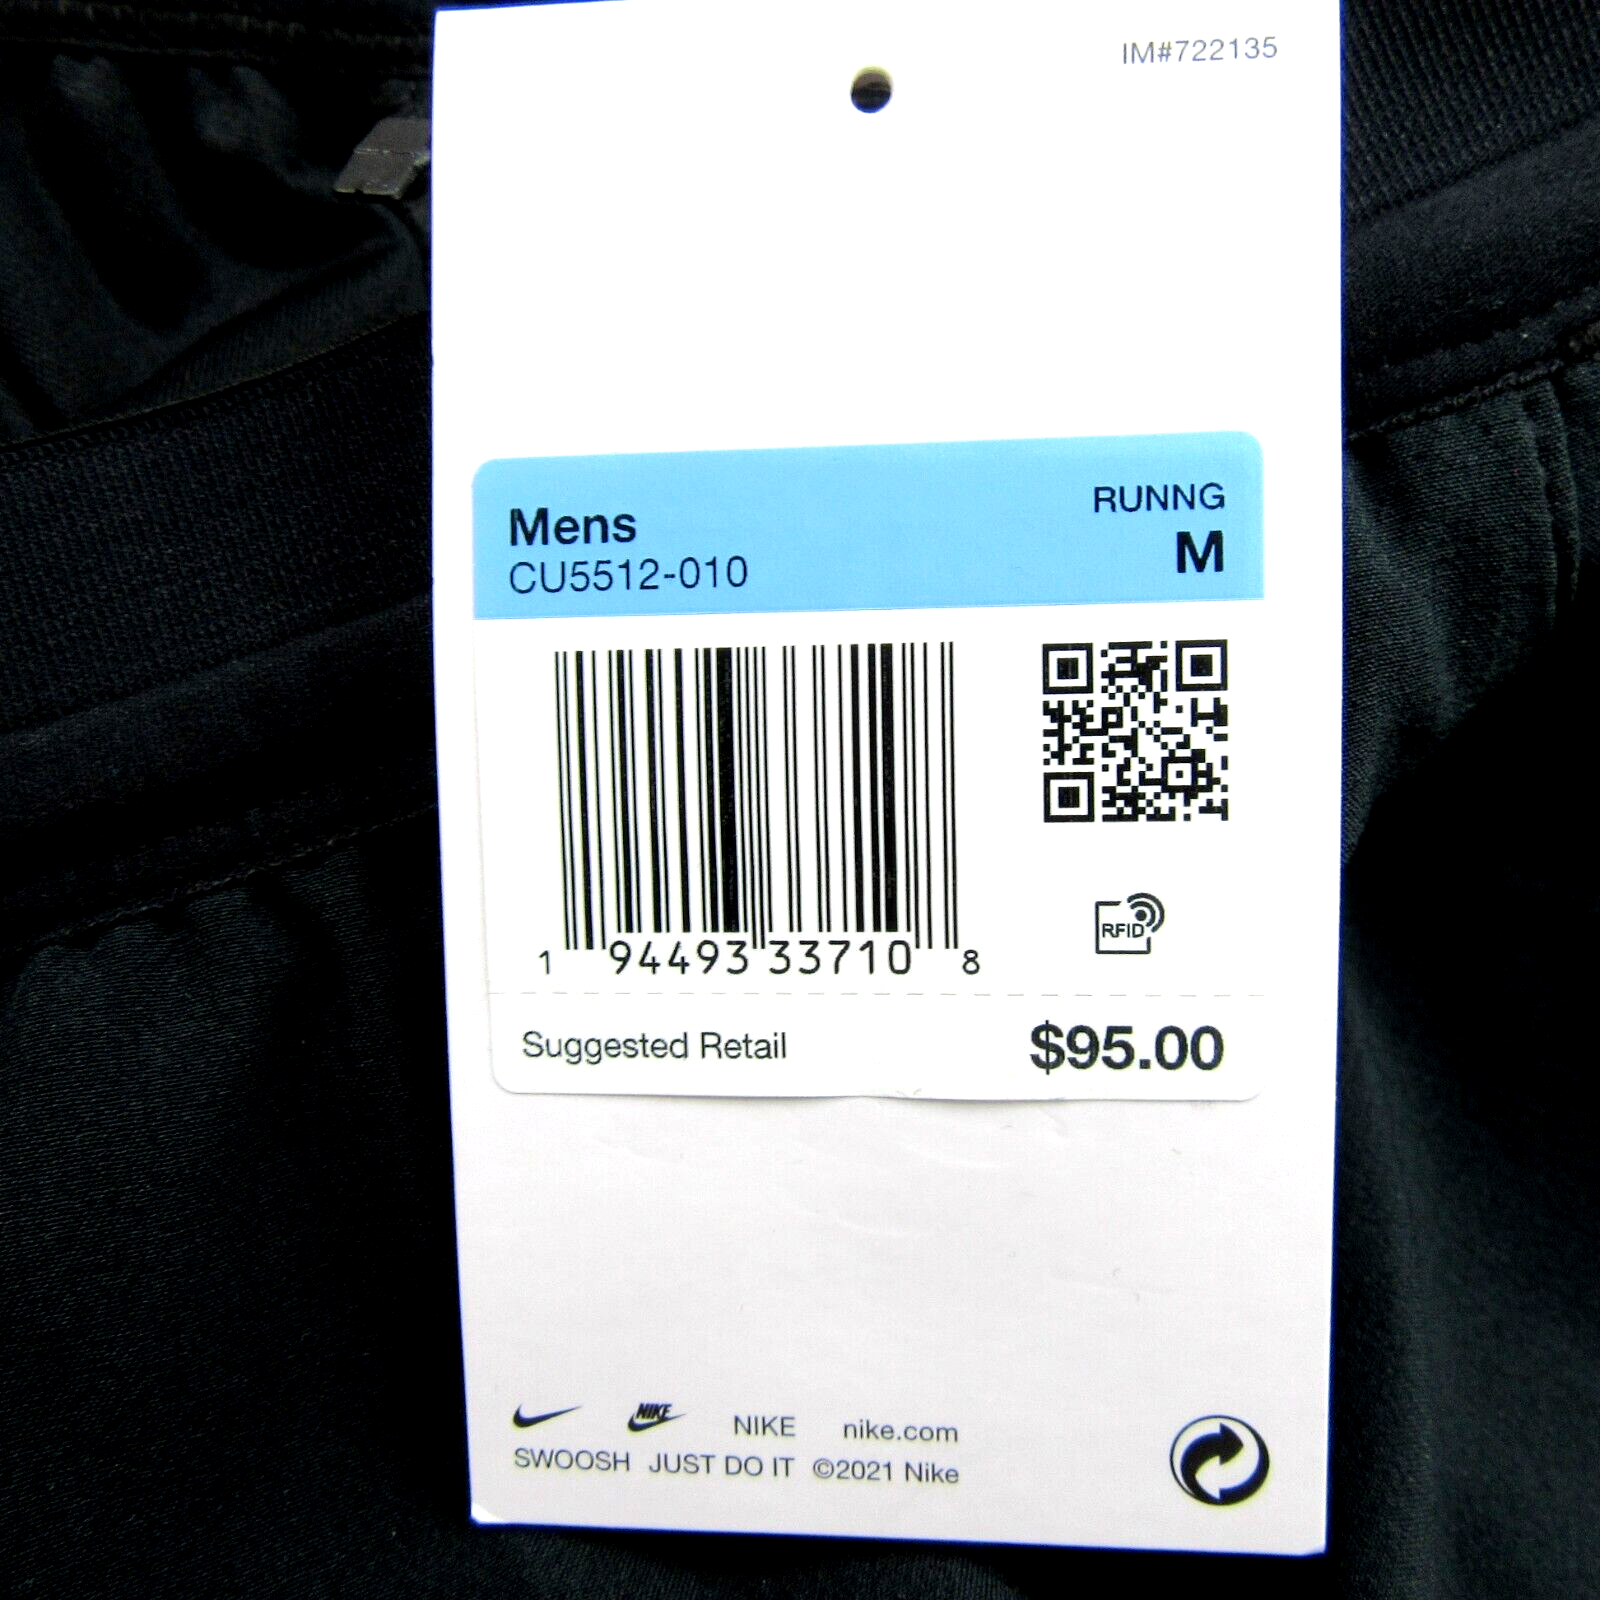 IM#722135
Mens
RUNNG
CU5512-010
M
1 94493 33710 8
RFID
Suggested Retail $95.00
NIKE NIKE nike.com
SWOOSH JUST DO IT ©2021 Nike